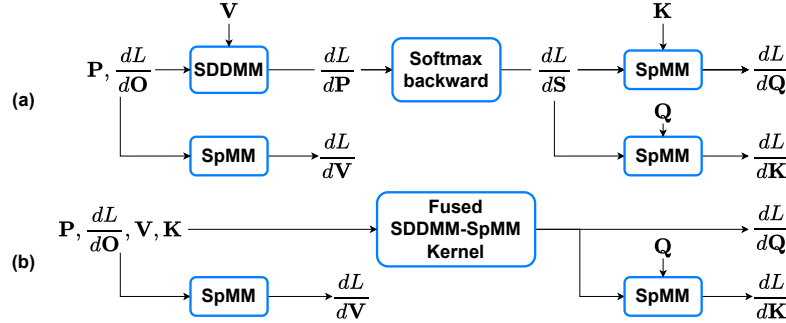 V K
P, dL/dO SDDMM dL/dP Softmax backward dL/dS SpMM dL/dQ
(a)
Q
SpMM dL/dV SpMM dL/dK
P, dL/dO, V, K Fused SDDMM-SpMM Kernel dL/dQ
(b)
Q
SpMM dL/dV SpMM dL/dK